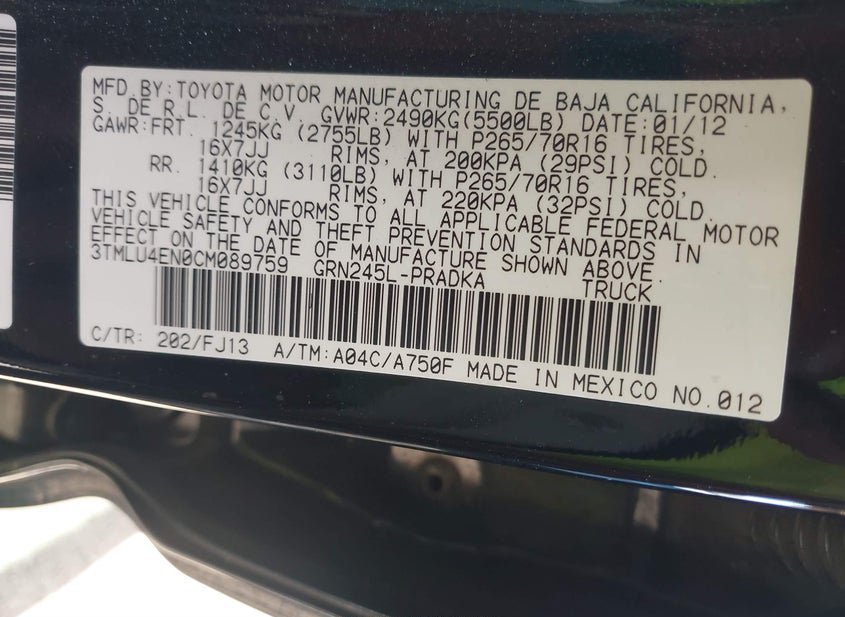 MFD.BY:TOYOTA MOTOR MANUFACTURING DE BAJA CALIFORNIA,
S. DE R.L. DE C.V. GVWR:2490KG(5500LB) DATE:01/12
GAWR:FRT. 1245KG (2755LB) WITH P265/70R16 TIRES,
16X7JJ RIMS, AT 200KPA (29PSI) COLD.
RR. 1410KG (3110LB) WITH P265/70R16 TIRES,
16X7JJ RIMS, AT 220KPA (32PSI) COLD.
THIS VEHICLE CONFORMS TO ALL APPLICABLE FEDERAL MOTOR
VEHICLE SAFETY AND THEFT PREVENTION STANDARDS IN
EFFECT ON THE DATE OF MANUFACTURE SHOWN ABOVE.
3TMLU4EN0CM089759 GRN245L-PRADKA TRUCK
C/TR: 202/FJ13 A/TM:A04C/A750F MADE IN MEXICO NO.012